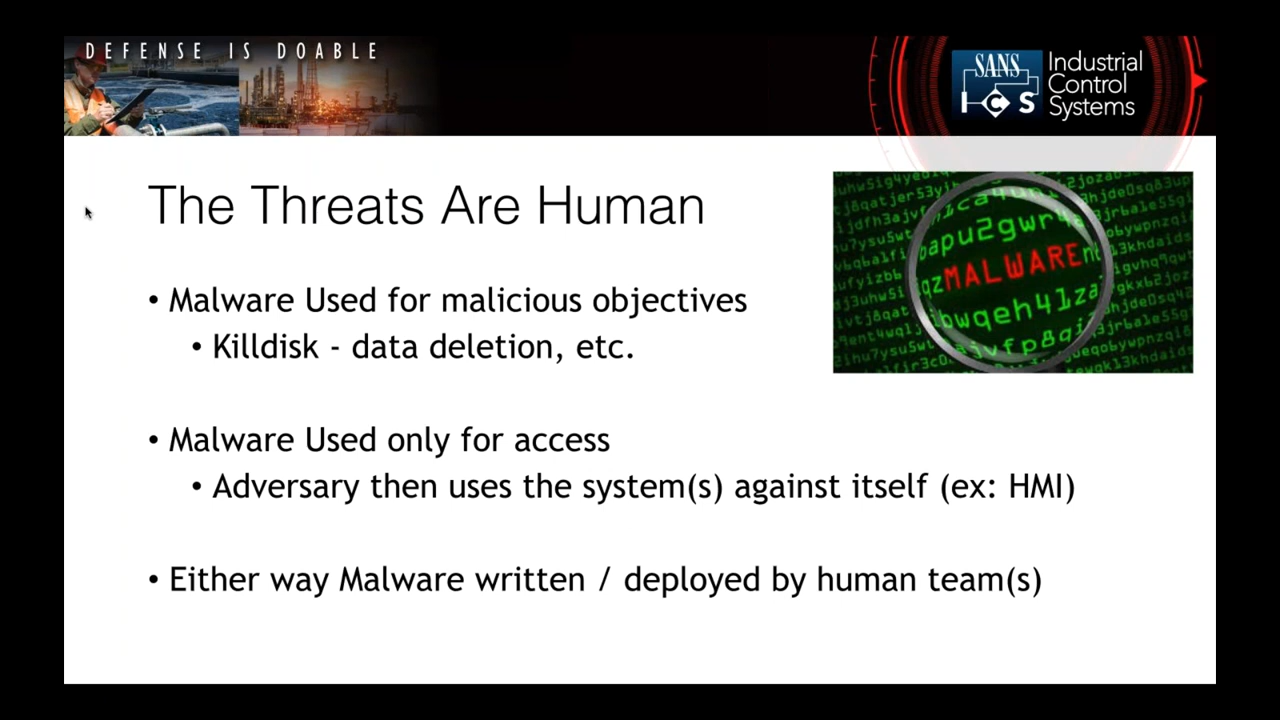 DEFENSE IS DOABLE
SANS
ICS
Industrial
Control
Systems
The Threats Are Human
MALWARE
• Malware Used for malicious objectives
• Killdisk - data deletion, etc.
• Malware Used only for access
• Adversary then uses the system(s) against itself (ex: HMI)
• Either way Malware written / deployed by human team(s)